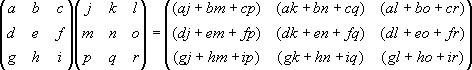 ( a b c ) ( j k l ) ( (aj + bm + cp) (ak + bn + cq) (al + bo + cr) )
( d e f ) ( m n o ) = ( (dj + em + fp) (dk + en + fq) (dl + eo + fr) )
( g h i ) ( p q r ) ( (gj + hm + ip) (gk + hn + iq) (gl + ho + ir) )